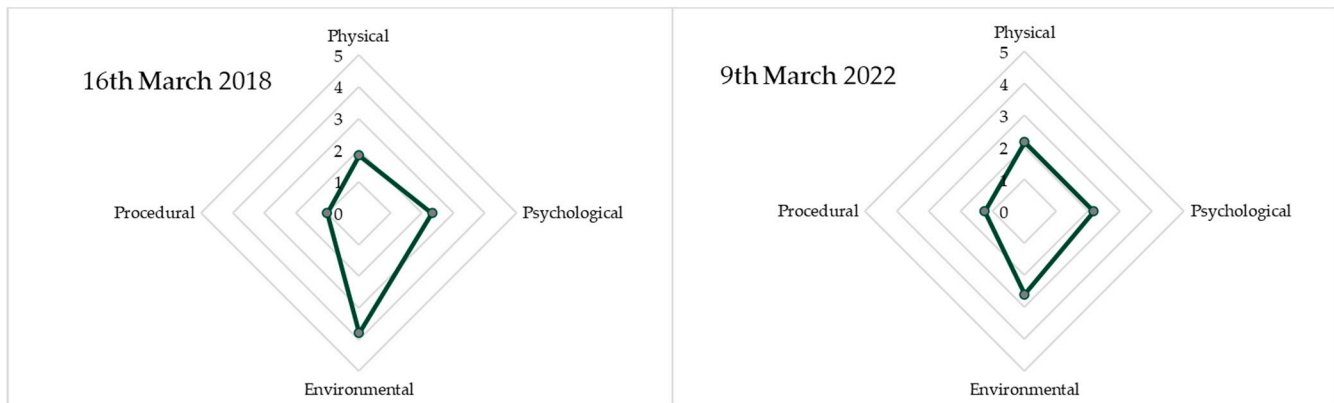 Physical
5
16th March 2018
4
3
2
1
Procedural
0
Psychological
Environmental
Physical
5
9th March 2022
4
3
2
1
Procedural
0
Psychological
Environmental